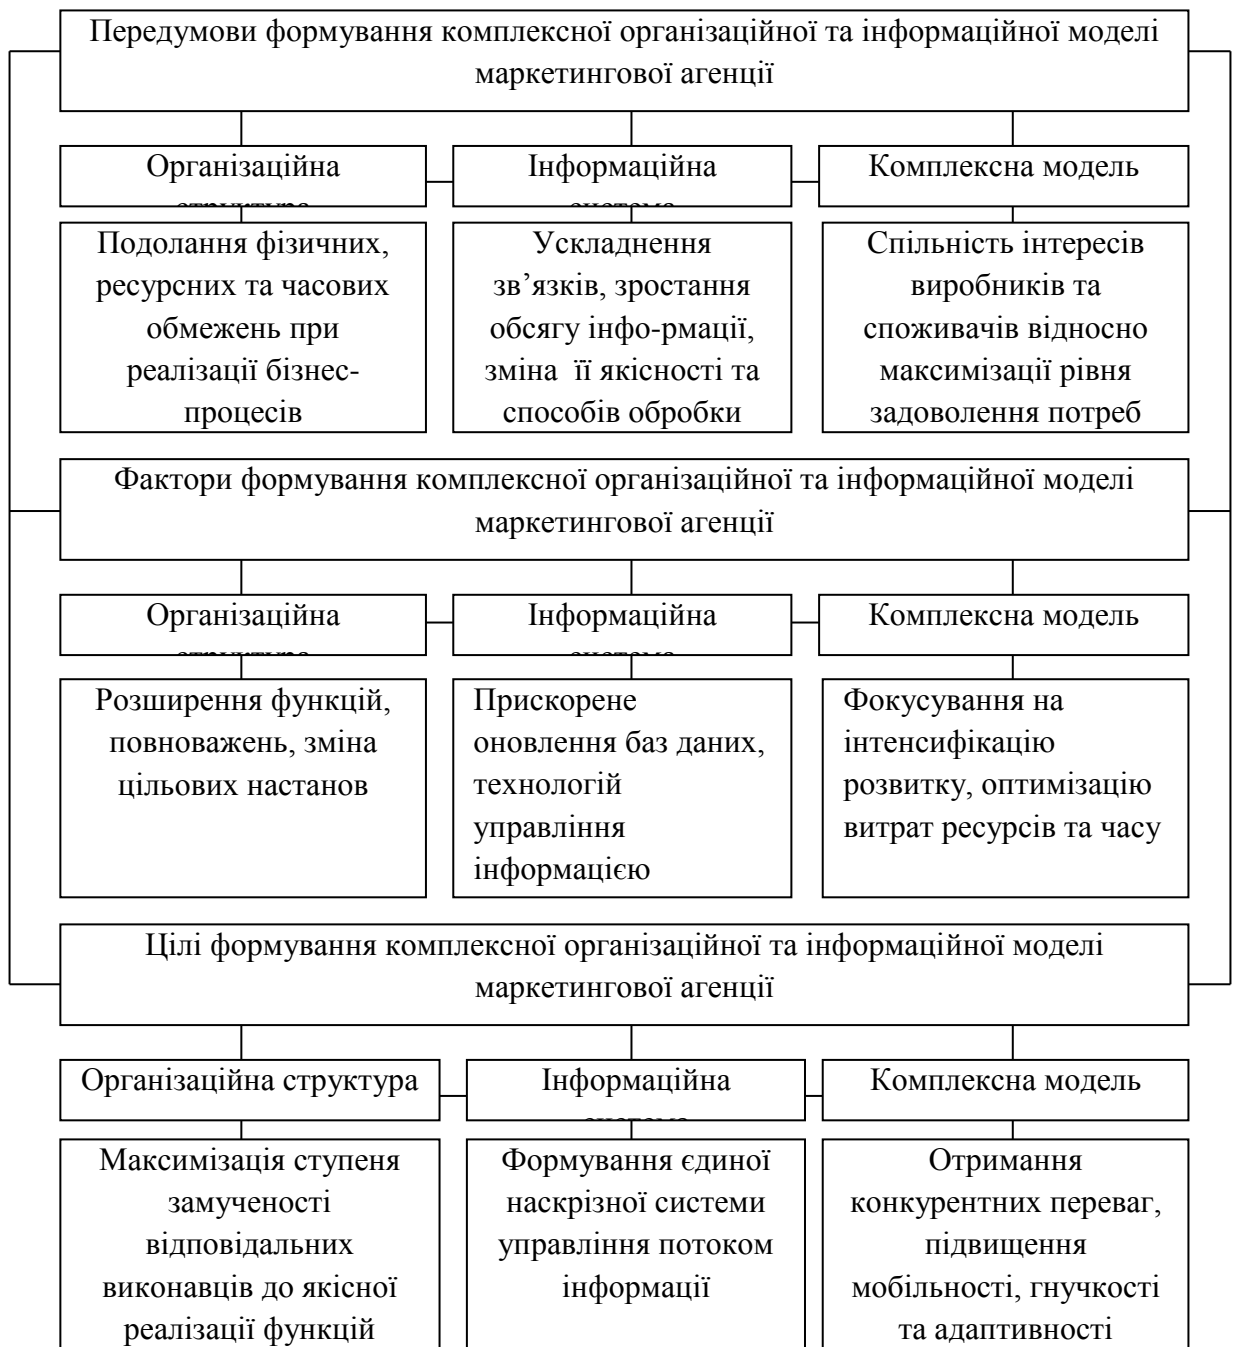 Передумови формування комплексної організаційної та інформаційної моделі
маркетингової агенції
Організаційна
Інформаційна
Комплексна модель
Подолання фізичних,
ресурсних та часових
обмежень при
реалізації бізнес-
процесів
Ускладнення
зв’язків, зростання
обсягу інфо-рмації,
зміна її якісності та
способів обробки
Спільність інтересів
виробників та
споживачів відносно
максимізації рівня
задоволення потреб
Фактори формування комплексної організаційної та інформаційної моделі
маркетингової агенції
Організаційна
Інформаційна
Комплексна модель
Розширення функцій,
повноважень, зміна
цільових настанов
Прискорене
оновлення баз даних,
технологій
управління
інформацією
Фокусування на
інтенсифікацію
розвитку, оптимізацію
витрат ресурсів та часу
Цілі формування комплексної організаційної та інформаційної моделі
маркетингової агенції
Організаційна структура
Інформаційна
Комплексна модель
Максимізація ступеня
замученості
відповідальних
виконавців до якісної
реалізації функцій
Формування єдиної
наскрізної системи
управління потоком
інформації
Отримання
конкурентних переваг,
підвищення
мобільності, гнучкості
та адаптивності